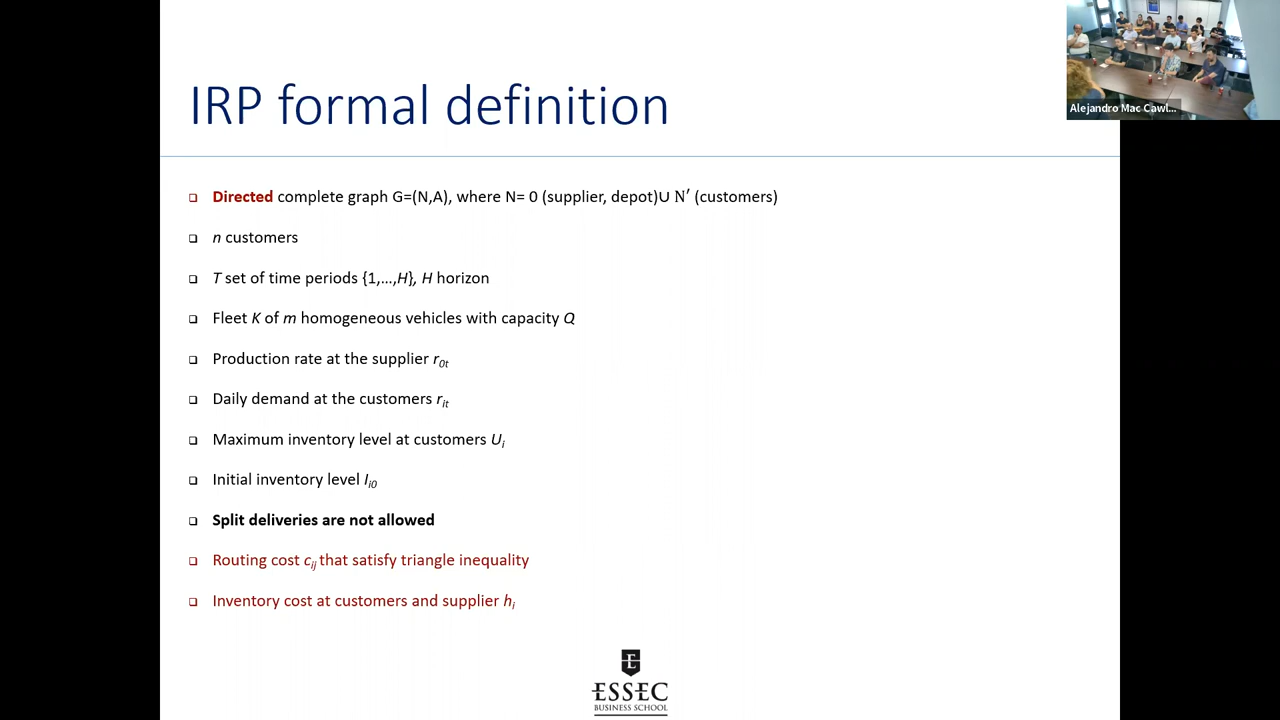 Alejandro Mac Cawl...
IRP formal definition
Directed complete graph G=(N,A), where N= 0 (supplier, depot)∪ N′ (customers)
n customers
T set of time periods {1,...,H}, H horizon
Fleet K of m homogeneous vehicles with capacity Q
Production rate at the supplier r0t
Daily demand at the customers rit
Maximum inventory level at customers Ui
Initial inventory level Ii0
Split deliveries are not allowed
Routing cost cij that satisfy triangle inequality
Inventory cost at customers and supplier hi
ESSEC
BUSINESS SCHOOL